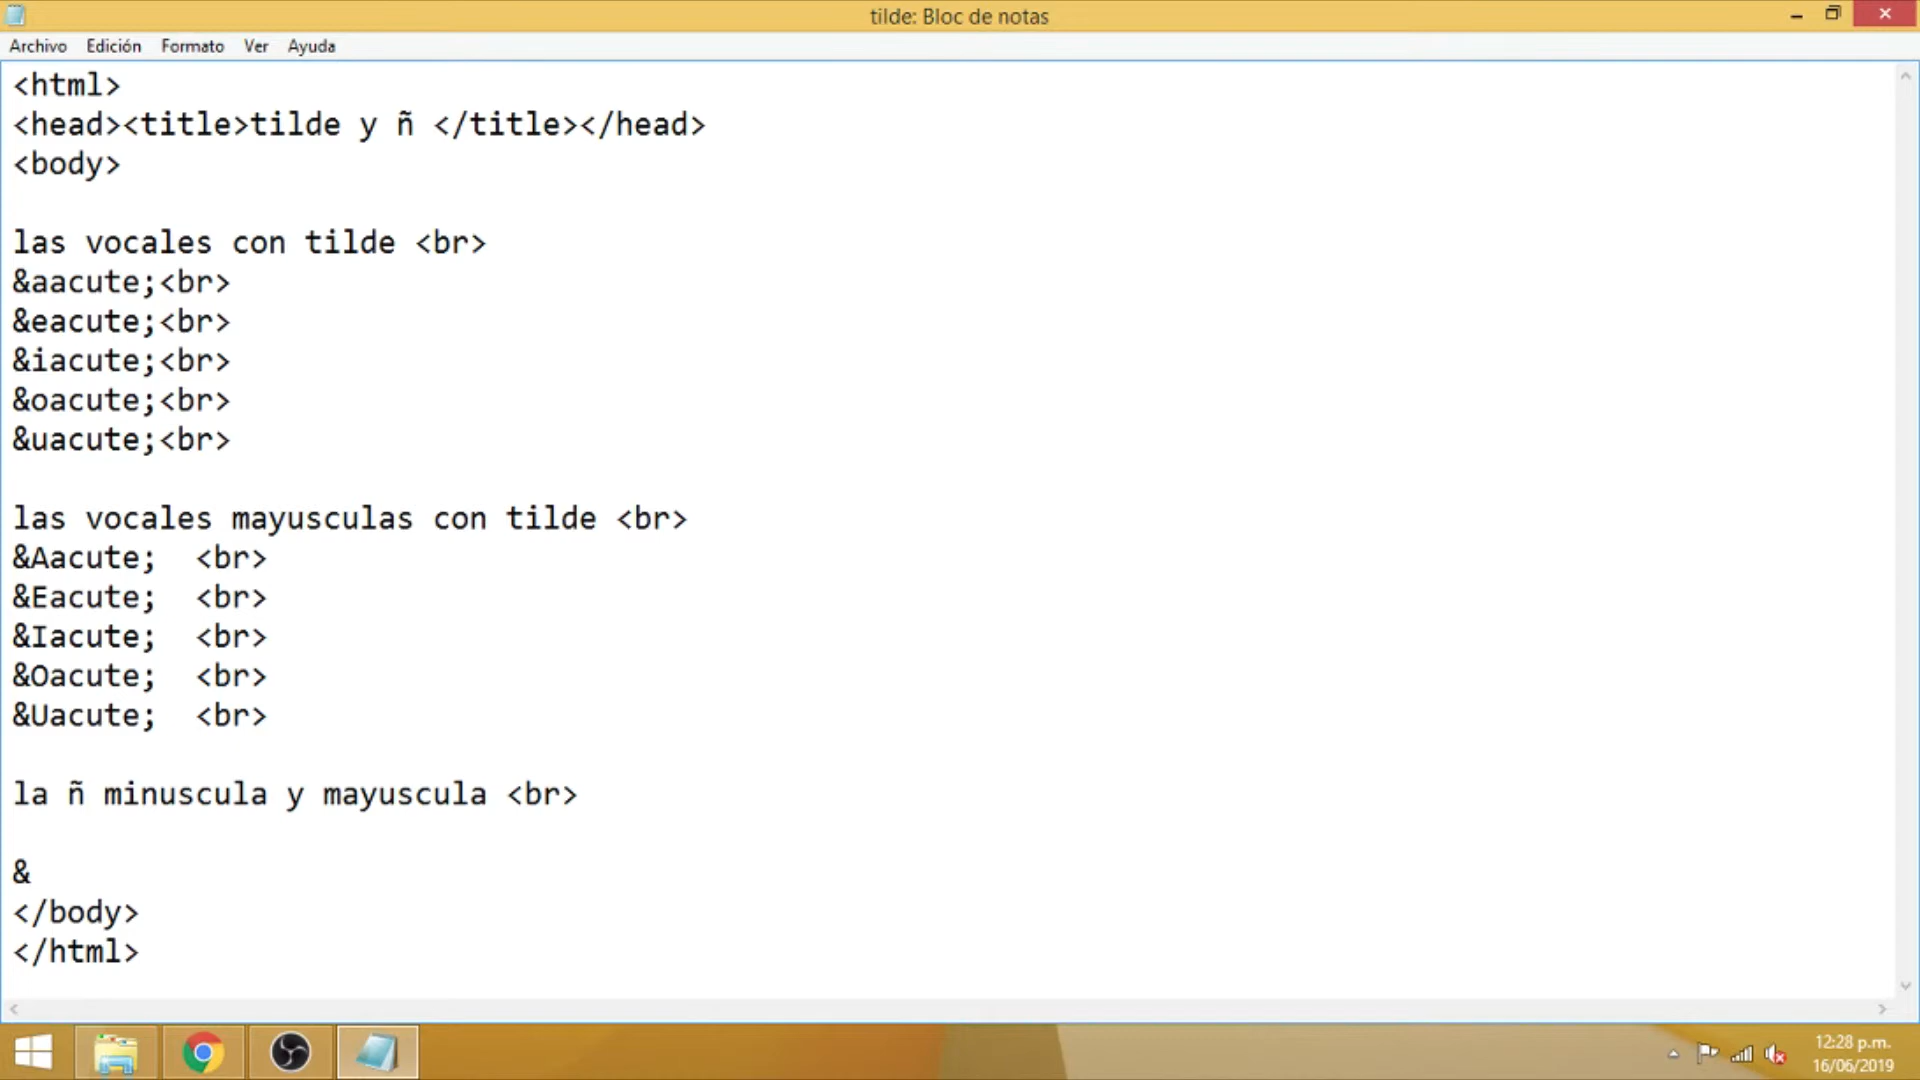 tilde: Bloc de notas
Archivo Edición Formato Ver Ayuda
<html>
<head><title>tilde y ñ </title></head>
<body>
las vocales con tilde <br>
&aacute;<br>
&eacute;<br>
&iacute;<br>
&oacute;<br>
&uacute;<br>
las vocales mayusculas con tilde <br>
&Aacute;  <br>
&Eacute;  <br>
&Iacute;  <br>
&Oacute;  <br>
&Uacute;  <br>
la ñ minuscula y mayuscula <br>
&
</body>
</html>
12:28 p.m.
16/06/2019